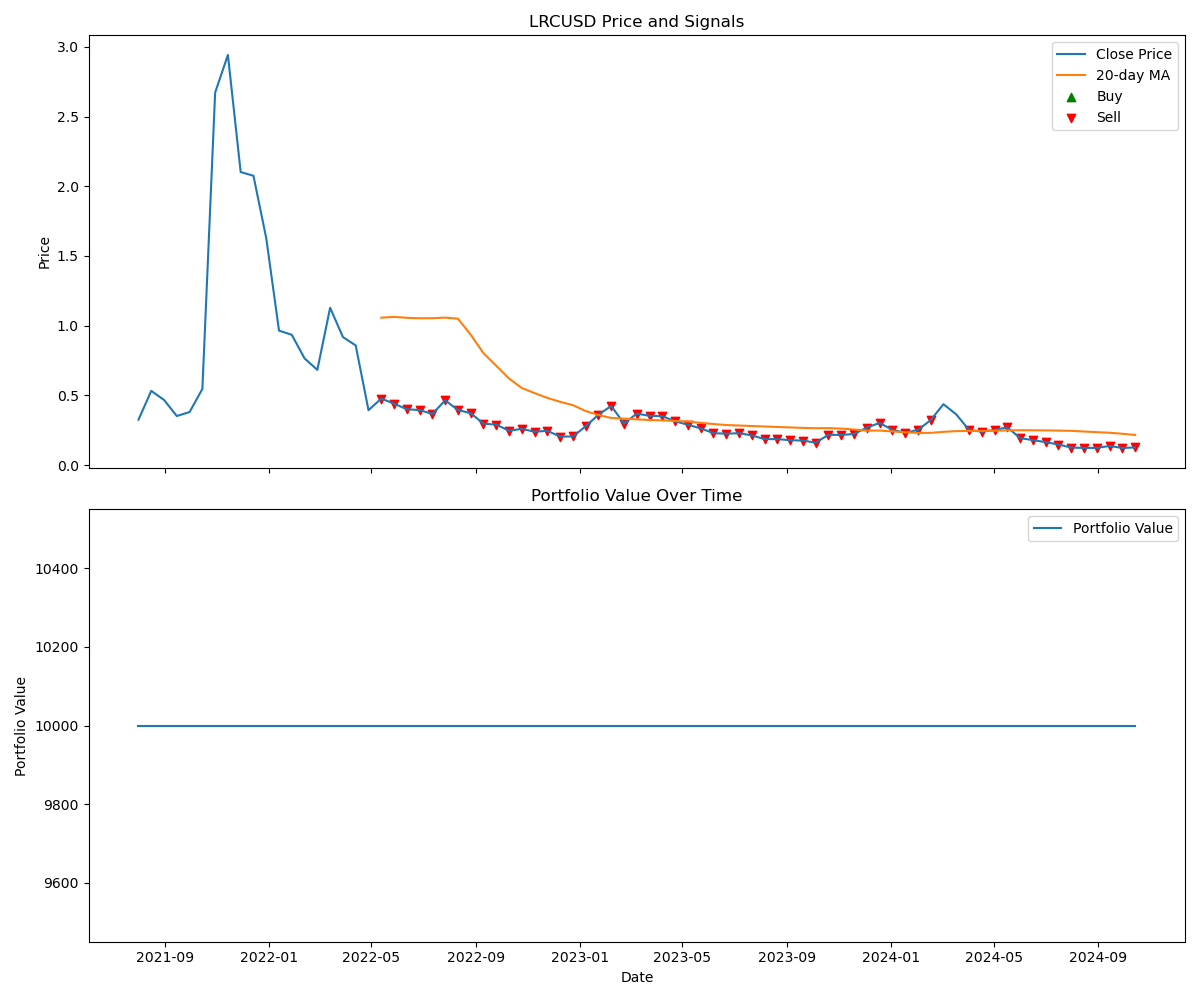 LRCUSD Price and Signals
Price
3.0
2.5
2.0
1.5
1.0
0.5
0.0
Close Price
20-day MA
Buy
Sell
Portfolio Value Over Time
Portfolio Value
10400
10200
10000
9800
9600
Portfolio Value
2021-09 2022-01 2022-05 2022-09 2023-01 2023-05 2023-09 2024-01 2024-05 2024-09
Date